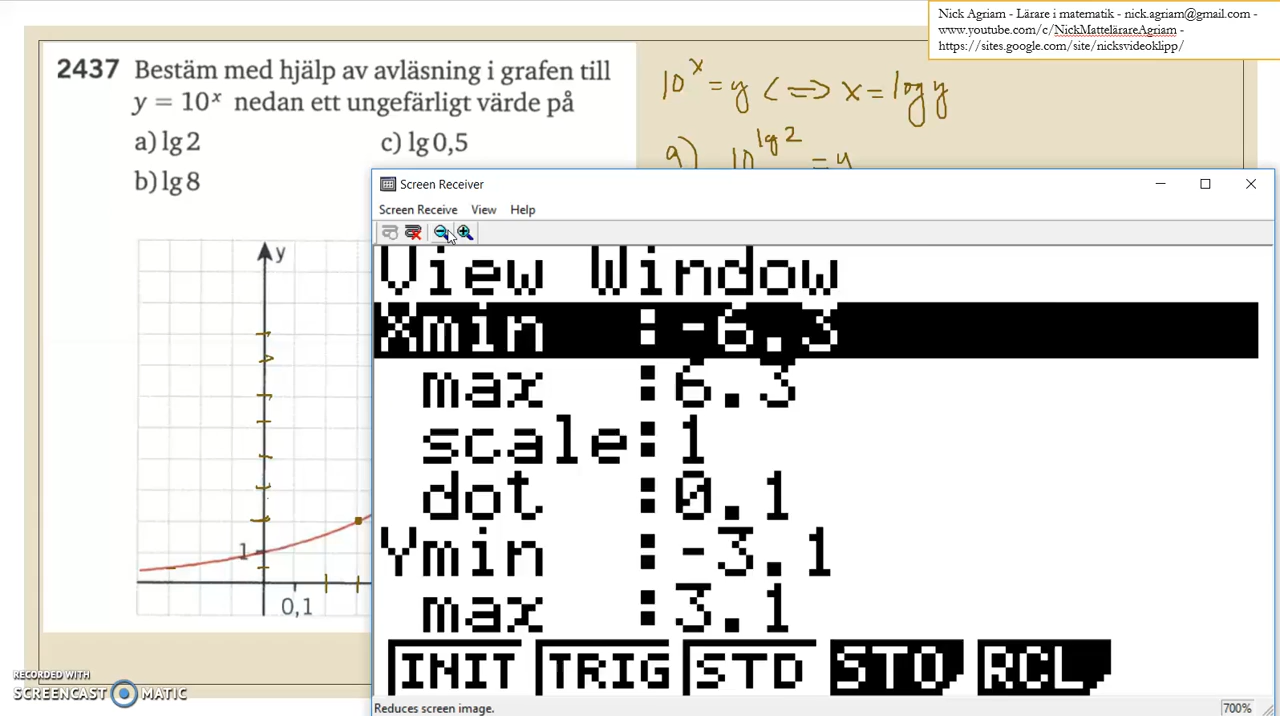 Nick Agriam - Lärare i matematik - nick.agriam@gmail.com -
www.youtube.com/c/NickMattelärareAgriam -
https://sites.google.com/site/nicksvideoklipp/
2437 Bestäm med hjälp av avläsning i grafen till
y = 10ˣ nedan ett ungefärligt värde på
a) lg 2
c) lg 0,5
b) lg 8
10ˣ = y <=> x = log y
a) 10^lg 2 = y
y
1
0,1
Screen Receiver
Screen Receive View Help
View Window
Xmin :-6.3
max :6.3
scale:1
dot :0.1
Ymin :-3.1
max :3.1
INIT TRIG STD STO RCL
Reduces screen image.
700%
RECORDED WITH
SCREENCAST MATIC